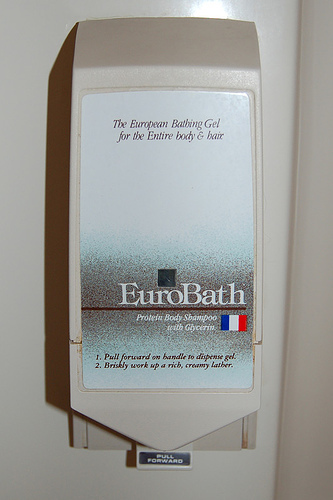 The European Bathing Gel
for the Entire body & hair
EuroBath
Protein Body Shampoo
with Glycerin
1. Pull forward on handle to dispense gel.
2. Briskly work up a rich, creamy lather.
PULL
FORWARD